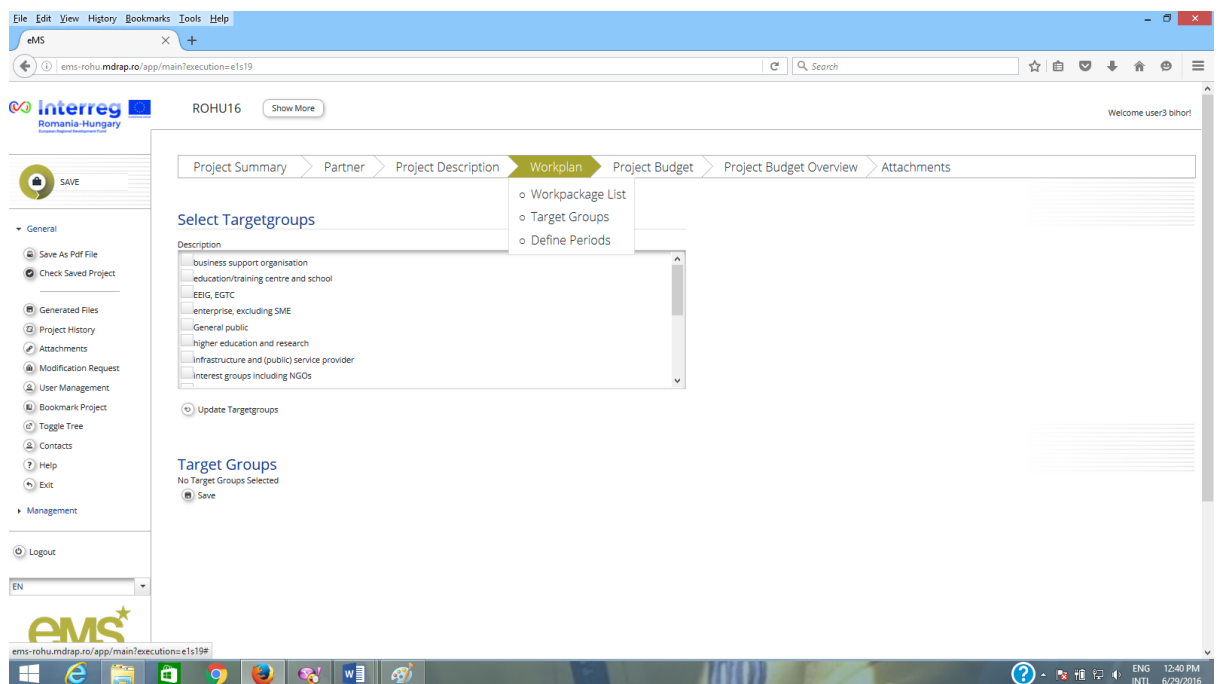 File Edit View History Bookmarks Tools Help
eMS
ems-rohu.mdrap.ro/app/main?execution=e1s19
Search
Interreg
Romania-Hungary
European Regional Development Fund
ROHU16
Show More
Welcome user3 bihor!
SAVE
General
Save As Pdf File
Check Saved Project
Generated Files
Project History
Attachments
Modification Request
User Management
Bookmark Project
Toggle Tree
Contacts
Help
Exit
Management
Logout
EN
eMS
Project Summary
Partner
Project Description
Workplan
Project Budget
Project Budget Overview
Attachments
Workpackage List
Target Groups
Define Periods
Select Targetgroups
Description
business support organisation
education/training centre and school
EEIG, EGTC
enterprise, excluding SME
General public
higher education and research
infrastructure and (public) service provider
interest groups including NGOs
Update Targetgroups
Target Groups
No Target Groups Selected
Save
ems-rohu.mdrap.ro/app/main?execution=e1s19#
ENG
INTL
12:40 PM
6/29/2016